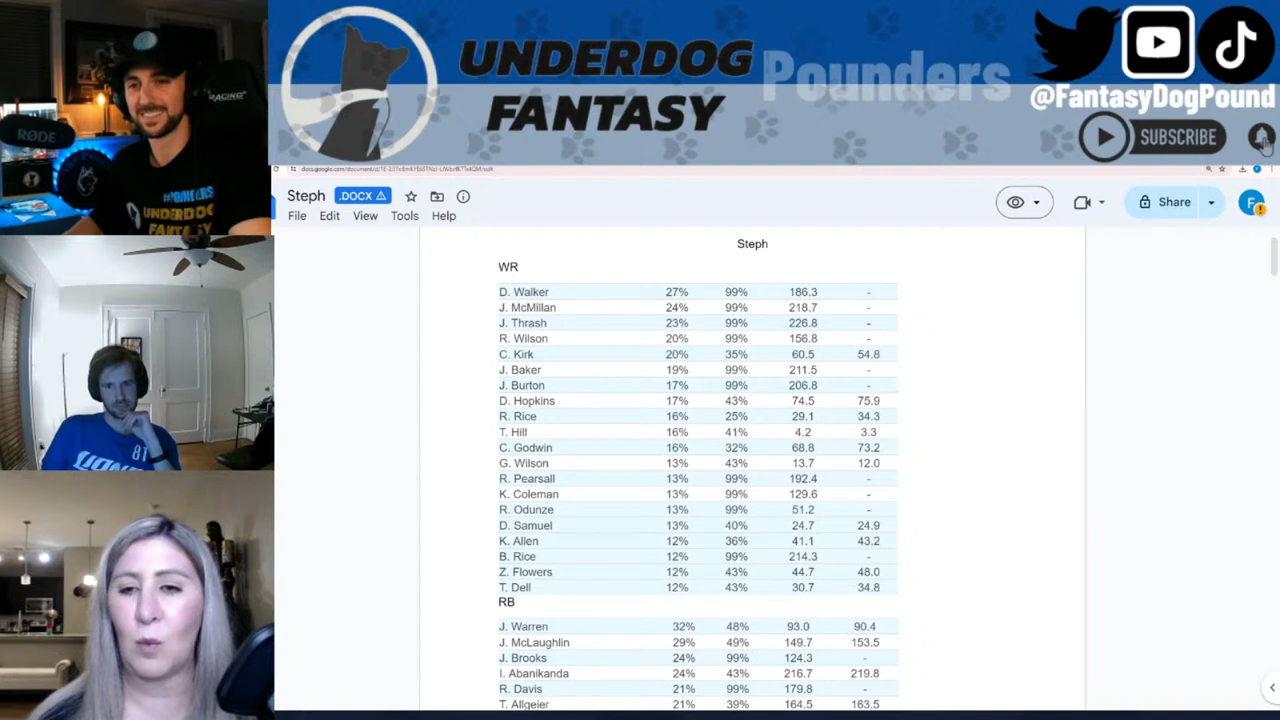 UNDERDOG
FANTASY
Pounders
@FantasyDogPound
SUBSCRIBE
RACING
RØDE
#POUNDERS
UNDERDOG
FANTASY
81
LIONS
Steph .DOCX
File Edit View Tools Help
Share
F
Steph
WR
D. Walker 27% 99% 186.3 -
J. McMillan 24% 99% 218.7 -
J. Thrash 23% 99% 226.8 -
R. Wilson 20% 99% 156.8 -
C. Kirk 20% 35% 60.5 54.8
J. Baker 19% 99% 211.5 -
J. Burton 17% 99% 206.8 -
D. Hopkins 17% 43% 74.5 75.9
R. Rice 16% 25% 29.1 34.3
T. Hill 16% 41% 4.2 3.3
C. Godwin 16% 32% 68.8 73.2
G. Wilson 13% 43% 13.7 12.0
R. Pearsall 13% 99% 192.4 -
K. Coleman 13% 99% 129.6 -
R. Odunze 13% 99% 51.2 -
D. Samuel 13% 40% 24.7 24.9
K. Allen 12% 36% 41.1 43.2
B. Rice 12% 99% 214.3 -
Z. Flowers 12% 43% 44.7 48.0
T. Dell 12% 43% 30.7 34.8
RB
J. Warren 32% 48% 93.0 90.4
J. McLaughlin 29% 49% 149.7 153.5
J. Brooks 24% 99% 124.3 -
I. Abanikanda 24% 43% 216.7 219.8
R. Davis 21% 99% 179.8 -
T. Allgeier 21% 39% 164.5 163.5